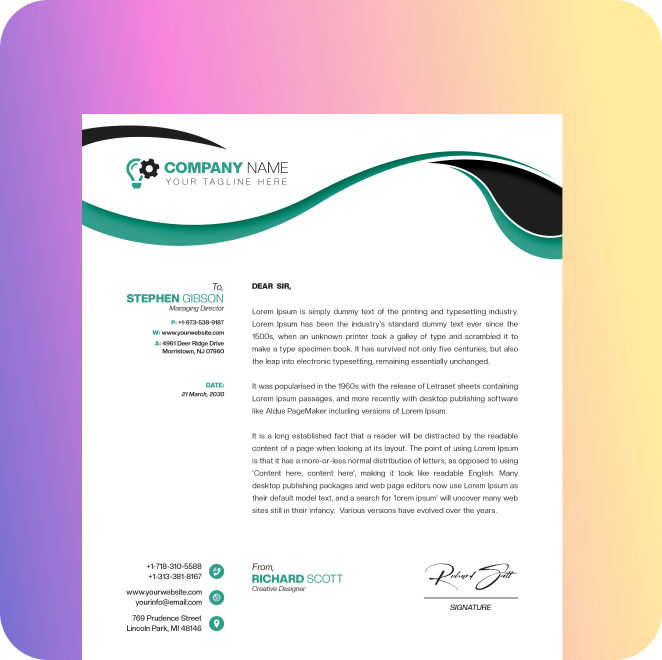 COMPANY NAME
YOUR TAGLINE HERE
To,
STEPHEN GIBSON
Managing Director
P: +1-973-538-9187
W: www.yourwebsite.com
A: 4961 Deer Ridge Drive
Morristown, NJ 07960
DATE:
21 March, 2030
DEAR SIR,
Lorem Ipsum is simply dummy text of the printing and typesetting industry.
Lorem Ipsum has been the industry's standard dummy text ever since the
1500s, when an unknown printer took a galley of type and scrambled it to
make a type specimen book. It has survived not only five centuries, but also
the leap into electronic typesetting, remaining essentially unchanged.
It was popularised in the 1960s with the release of Letraset sheets containing
Lorem Ipsum passages, and more recently with desktop publishing software
like Aldus PageMaker including versions of Lorem Ipsum.
It is a long established fact that a reader will be distracted by the readable
content of a page when looking at its layout. The point of using Lorem Ipsum
is that it has a more-or-less normal distribution of letters, as opposed to using
'Content here, content here', making it look like readable English. Many
desktop publishing packages and web page editors now use Lorem Ipsum as
their default model text, and a search for 'lorem ipsum' will uncover many web
sites still in their infancy. Various versions have evolved over the years.
+1-718-310-5588
+1-313-381-8167
www.yourwebsite.com
yourinfo@email.com
769 Prudence Street
Lincoln Park, MI 48146
From,
RICHARD SCOTT
Creative Designer
Richard Scott
SIGNATURE